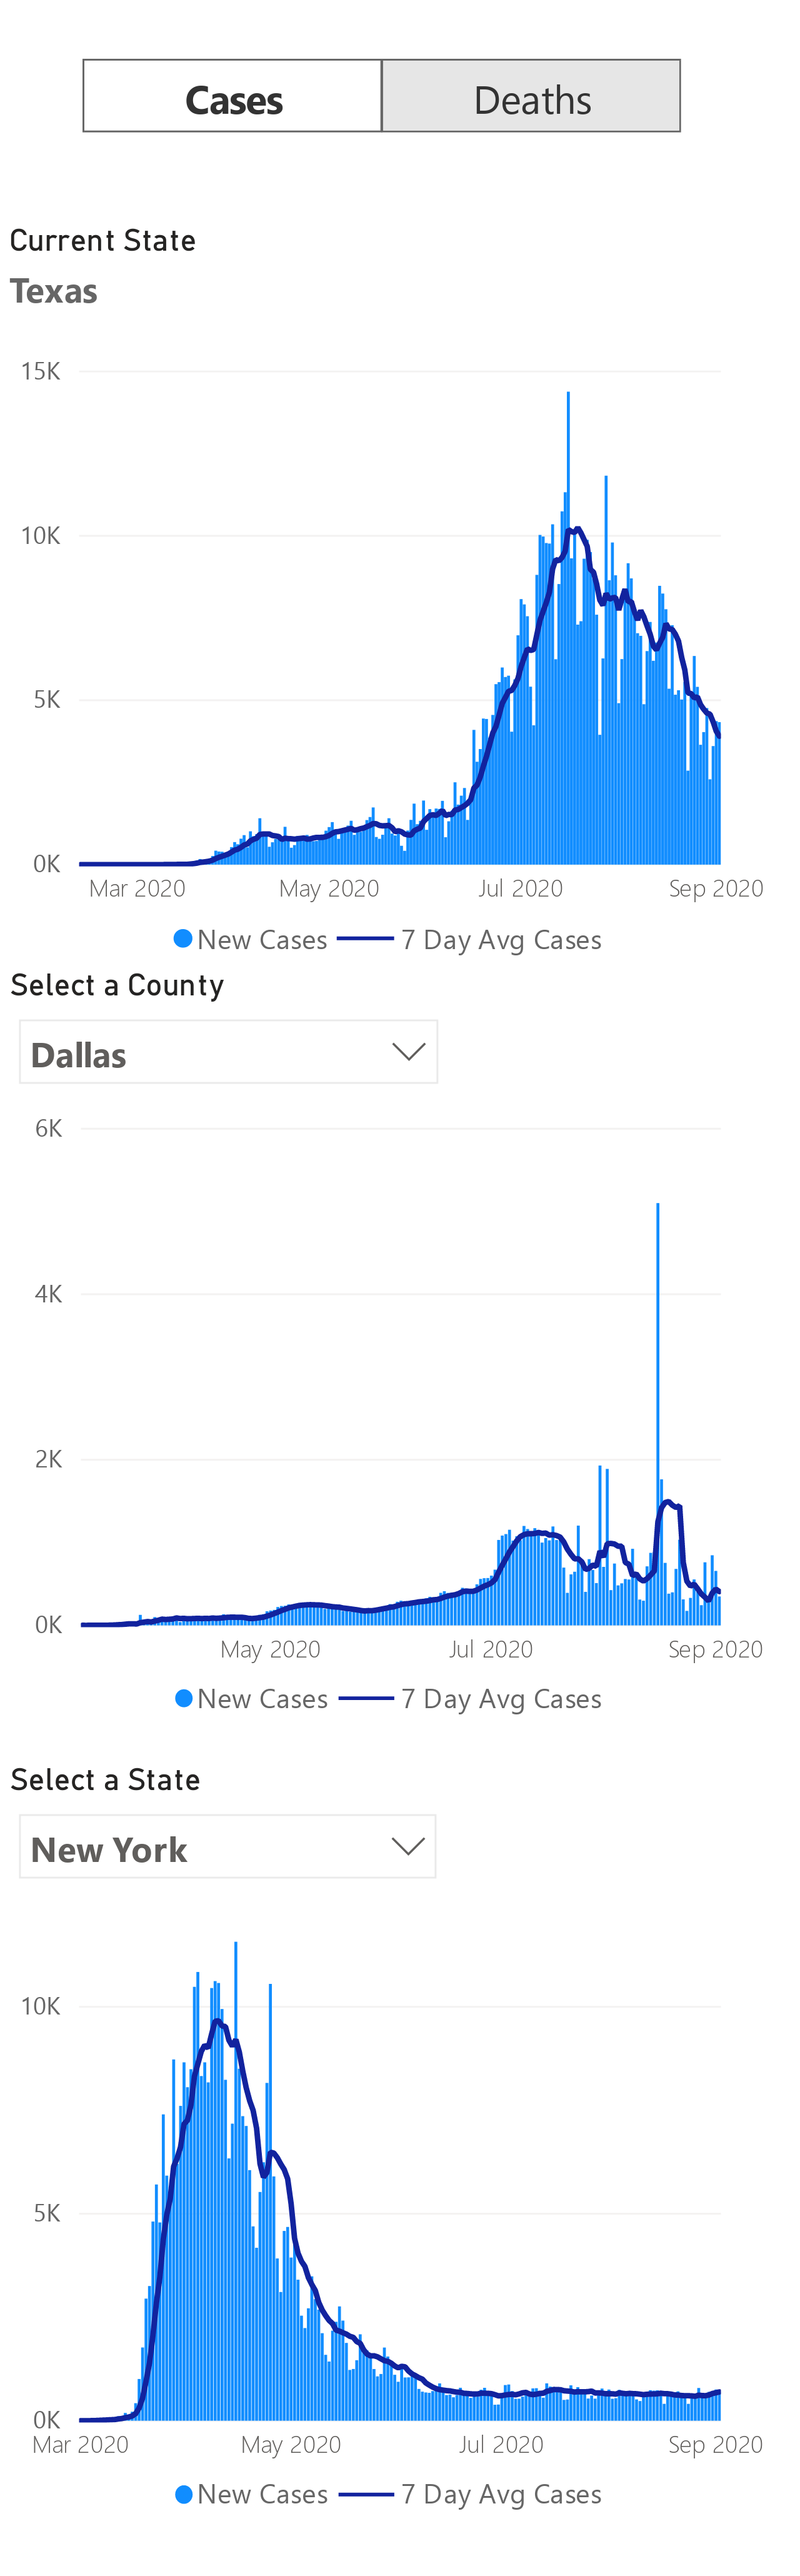 Cases Deaths
Current State
Texas
15K
10K
5K
0K
Mar 2020 May 2020 Jul 2020 Sep 2020
New Cases 7 Day Avg Cases
Select a County
Dallas
6K
4K
2K
0K
May 2020 Jul 2020 Sep 2020
New Cases 7 Day Avg Cases
Select a State
New York
10K
5K
0K
Mar 2020 May 2020 Jul 2020 Sep 2020
New Cases 7 Day Avg Cases